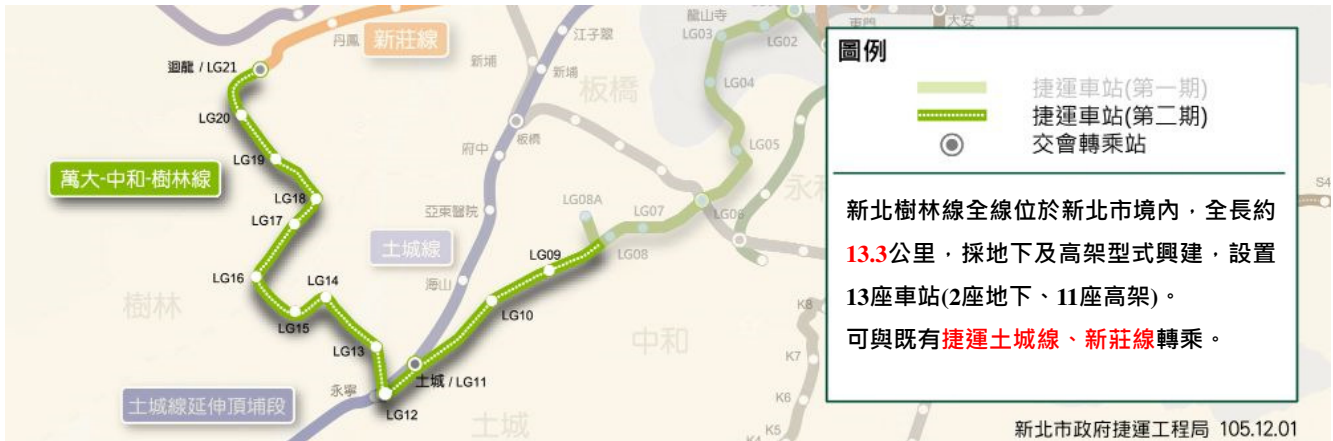 龍山寺
LG03
LG02
東門
大安
丹鳳
新莊線
江子翠
新埔
新埔
板橋
迴龍 / LG21
LG04
LG20
板橋
LG05
府中
LG19
萬大-中和-樹林線
永和
LG18
LG08A
LG06
LG17
亞東醫院
LG07
土城線
LG08
LG09
LG16
LG14
海山
樹林
LG10
LG15
中和
K8
LG13
K7
土城 / LG11
永寧
K6
土城線延伸頂埔段
LG12
土城
K5
K4
S4
圖例
捷運車站(第一期)
捷運車站(第二期)
交會轉乘站
新北樹林線全線位於新北市境內，全長約
13.3公里，採地下及高架型式興建，設置
13座車站(2座地下、11座高架)。
可與既有捷運土城線、新莊線轉乘。
新北市政府捷運工程局 105.12.01